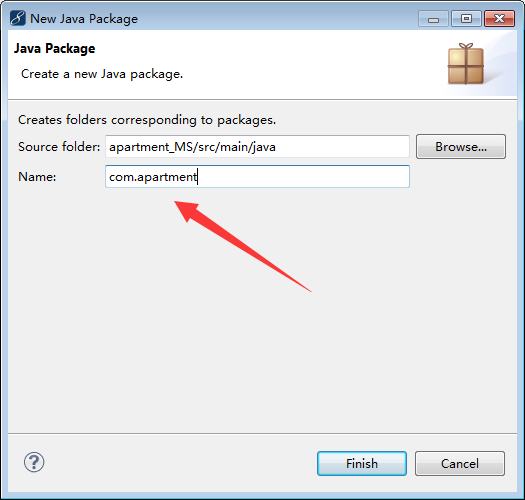 New Java Package
Java Package
Create a new Java package.
Creates folders corresponding to packages.
Source folder: apartment_MS/src/main/java Browse...
Name: com.apartment
? Finish Cancel